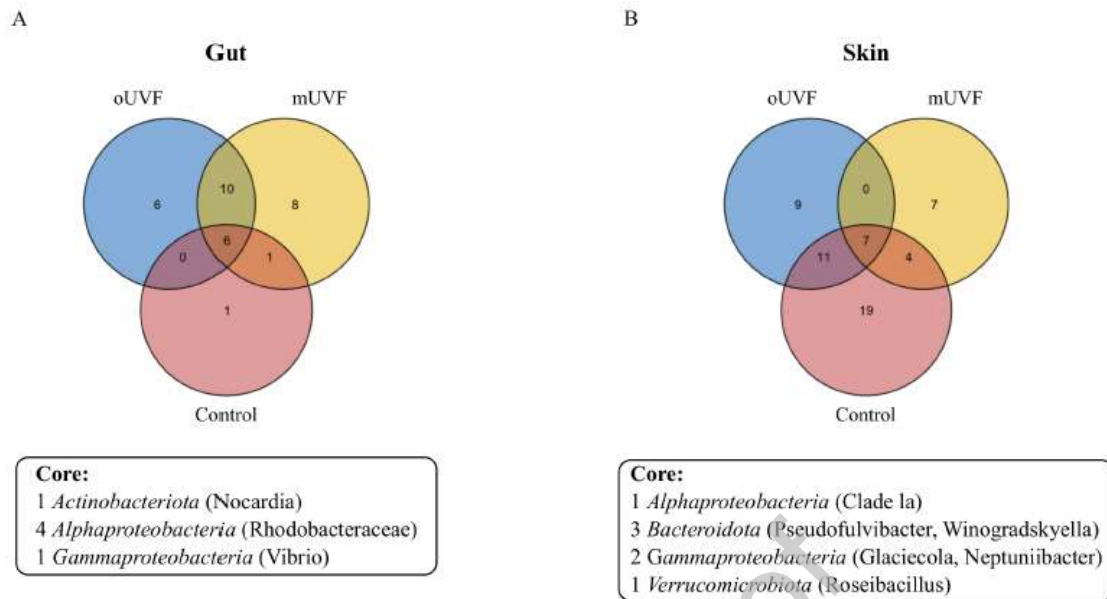 A
B
Gut
Skin
oUVF
mUVF
oUVF
mUVF
6
10
8
6
0
1
1
9
0
7
7
11
4
19
Control
Control
Core:
1 Actinobacteriota (Nocardia)
4 Alphaproteobacteria (Rhodobacteraceae)
1 Gammaproteobacteria (Vibrio)
Core:
1 Alphaproteobacteria (Clade la)
3 Bacteroidota (Pseudofulvibacter, Winogradskyella)
2 Gammaproteobacteria (Glaciecola, Neptuniibacter)
1 Verrucomicrobiota (Roseibacillus)